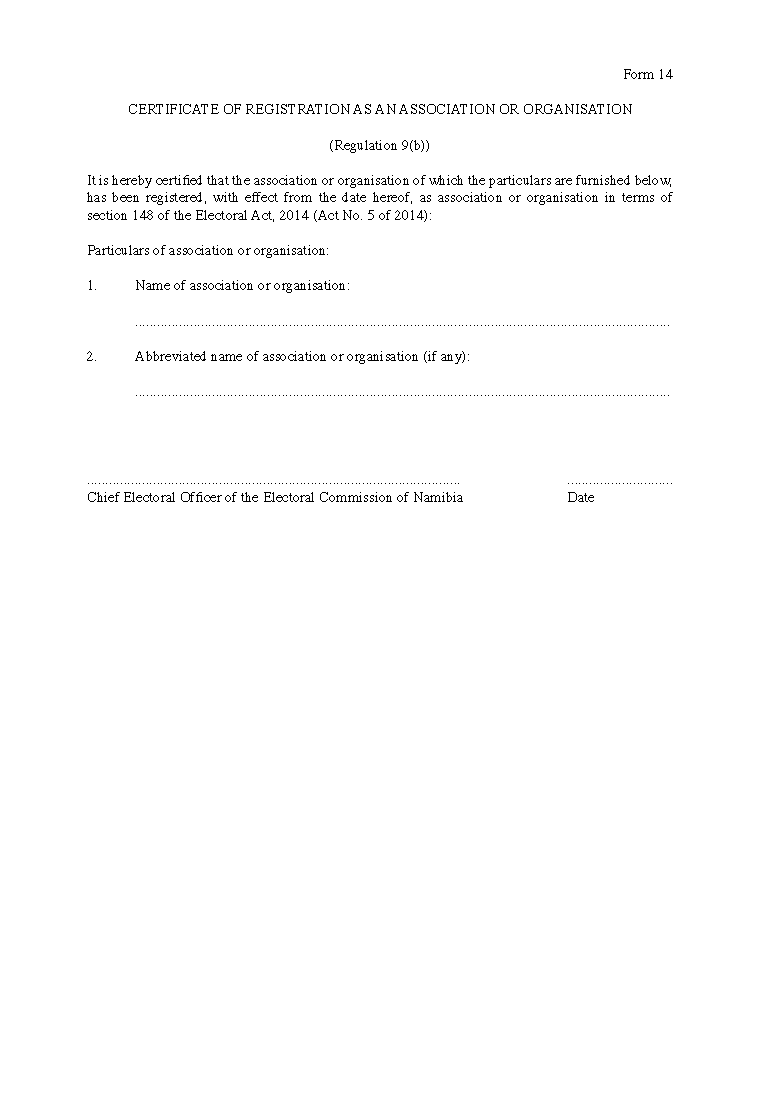 Form 14
CERTIFICATE OF REGISTRATION AS AN ASSOCIATION OR ORGANISATION
(Regulation 9(b))
It is hereby certified that the association or organisation of which the particulars are furnished below,
has been registered, with effect from the date hereof, as association or organisation in terms of
section 148 of the Electoral Act, 2014 (Act No. 5 of 2014):
Particulars of association or organisation:
1. Name of association or organisation:
..........................................................................................................................................................
2. Abbreviated name of association or organisation (if any):
..........................................................................................................................................................
........................................................................................................... ..............................
Chief Electoral Officer of the Electoral Commission of Namibia Date